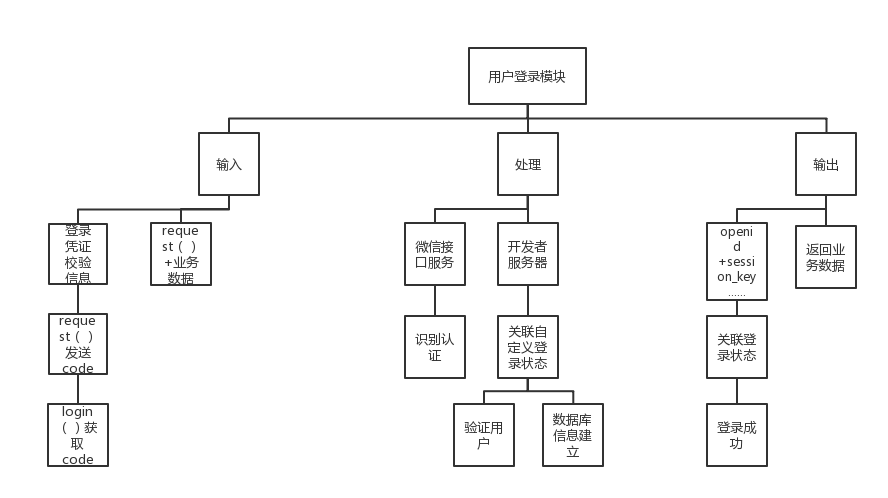 用户登录模块
输入
处理
输出
登录
凭证
校验
信息
reque
st（ ）
+业务
数据
微信接
口服务
开发者
服务器
openi
d
+sessi
on_key
......
返回业
务数据
reque
st（ ）
发送
code
识别认
证
关联自
定义登
录状态
关联登
录状态
login
（ ）获
取
code
验证用
户
数据库
信息建
立
登录成
功